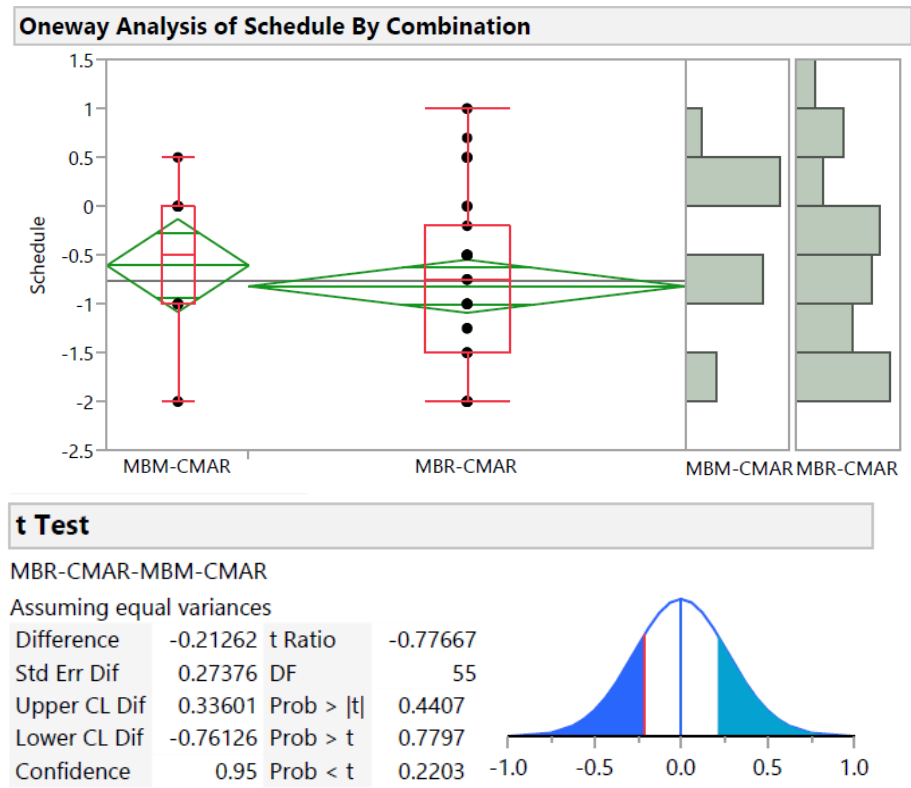 Oneway Analysis of Schedule By Combination
1.5
1
0.5
0
-0.5
-1
-1.5
-2
-2.5
Schedule
MBM-CMAR MBR-CMAR MBM-CMAR MBR-CMAR
t Test
MBR-CMAR-MBM-CMAR
Assuming equal variances
Difference -0.21262 t Ratio -0.77667
Std Err Dif 0.27376 DF 55
Upper CL Dif 0.33601 Prob > |t| 0.4407
Lower CL Dif -0.76126 Prob > t 0.7797
Confidence 0.95 Prob < t 0.2203
-1.0 -0.5 0.0 0.5 1.0